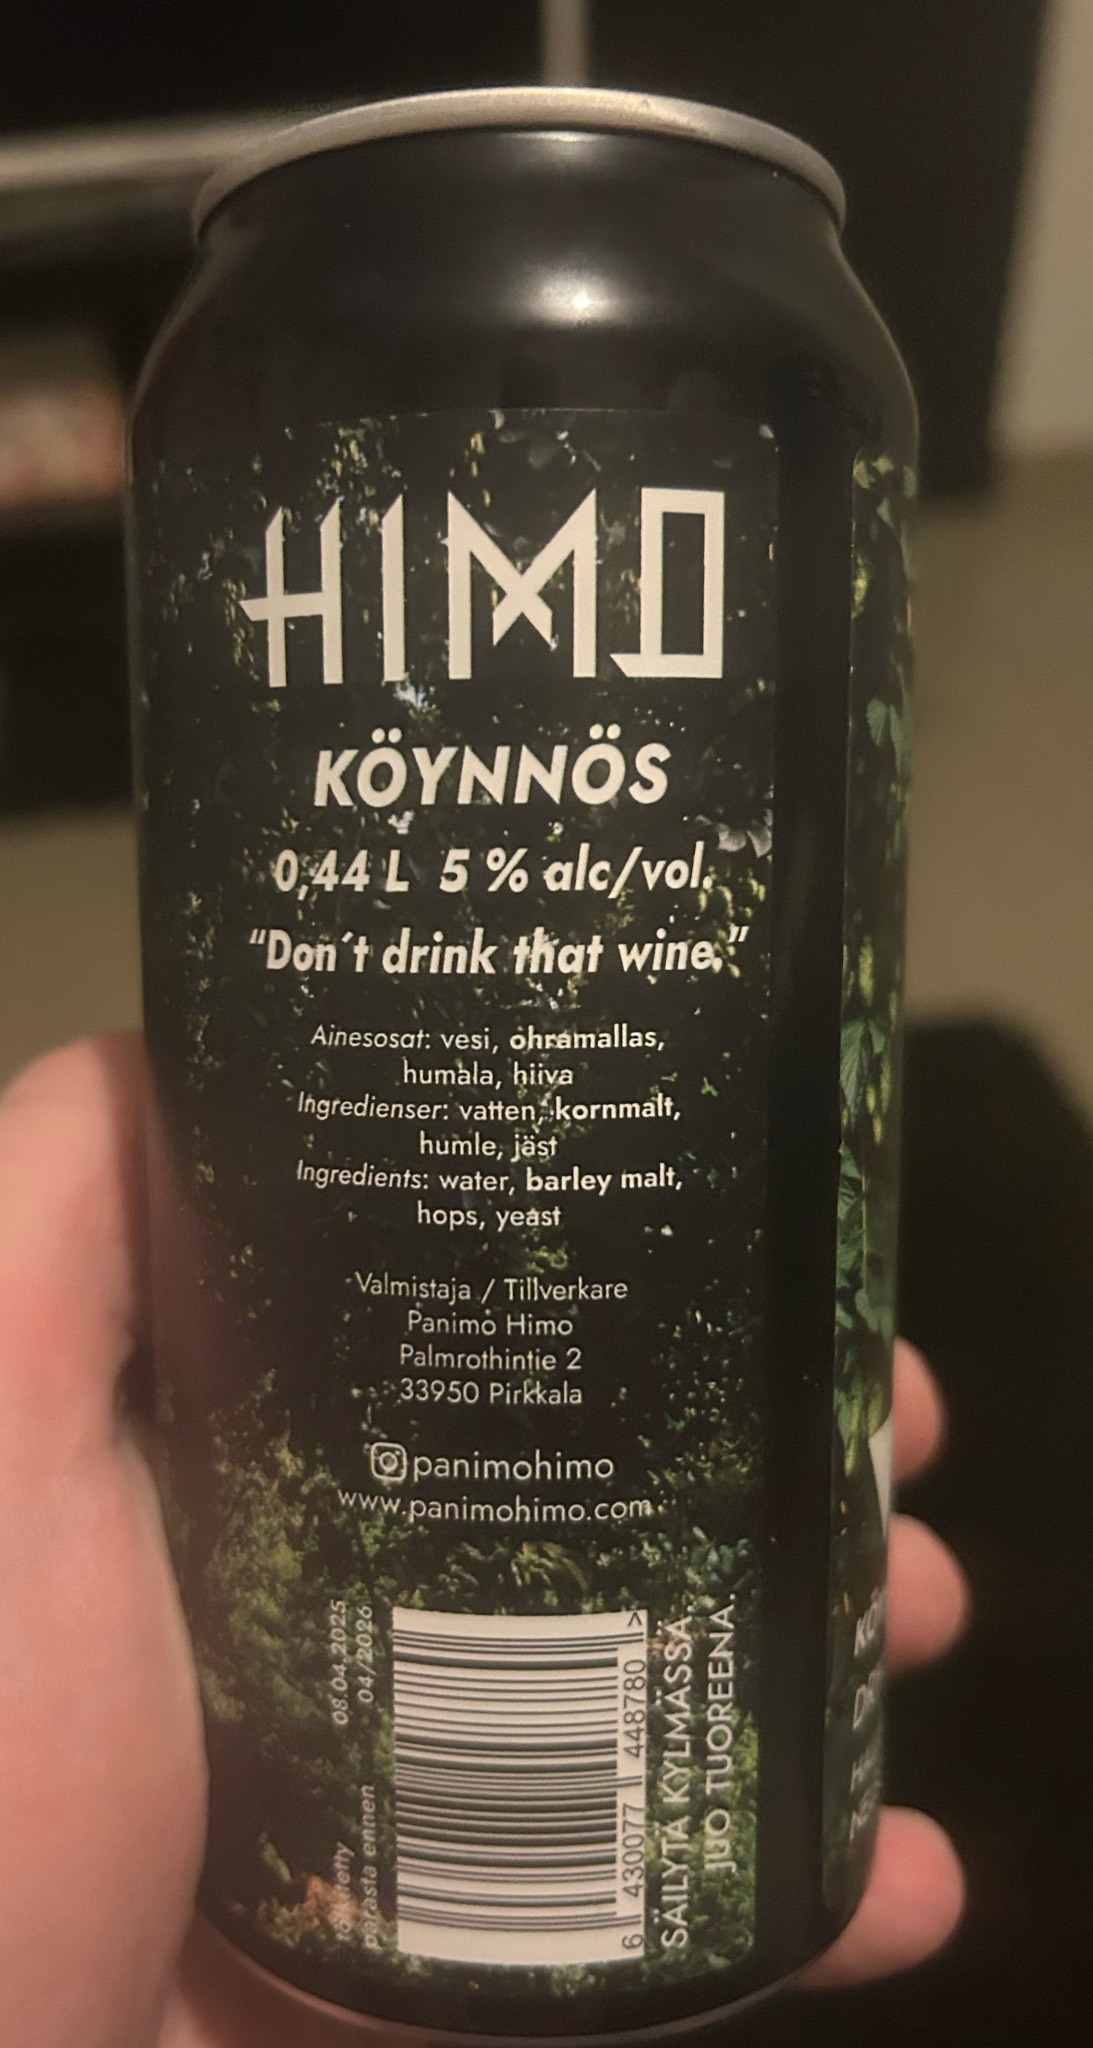 HIMO
KÖYNNÖS
0,44 L 5 % alc/vol.
"Don´t drink that wine."
Ainesosat: vesi, ohramallas,
humala, hiiva
Ingredienser: vatten, kornmalt,
humle, jäst
Ingredients: water, barley malt,
hops, yeast
Valmistaja / Tillverkare
Panimo Himo
Palmrothintie 2
33950 Pirkkala
panimohimo
www.panimohimo.com
tölkitetty 08.04.2025
parasta ennen 04/2026
6 430077 448780 >
SÄILYTÄ KYLMÄSSÄ.
JUO TUOREENA.